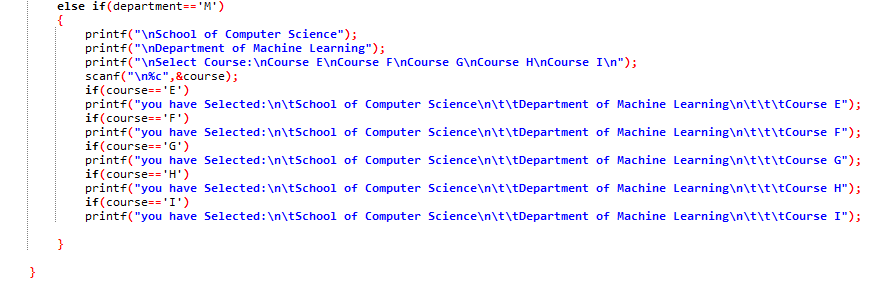 else if(department=='M')
{
printf("\nSchool of Computer Science");
printf("\nDepartment of Machine Learning");
printf("\nSelect Course:\nCourse E\nCourse F\nCourse G\nCourse H\nCourse I\n");
scanf("\n%c",&course);
if(course=='E')
printf("you have Selected:\n\tSchool of Computer Science\n\t\tDepartment of Machine Learning\n\t\t\tCourse E");
if(course=='F')
printf("you have Selected:\n\tSchool of Computer Science\n\t\tDepartment of Machine Learning\n\t\t\tCourse F");
if(course=='G')
printf("you have Selected:\n\tSchool of Computer Science\n\t\tDepartment of Machine Learning\n\t\t\tCourse G");
if(course=='H')
printf("you have Selected:\n\tSchool of Computer Science\n\t\tDepartment of Machine Learning\n\t\t\tCourse H");
if(course=='I')
printf("you have Selected:\n\tSchool of Computer Science\n\t\tDepartment of Machine Learning\n\t\t\tCourse I");
}
}